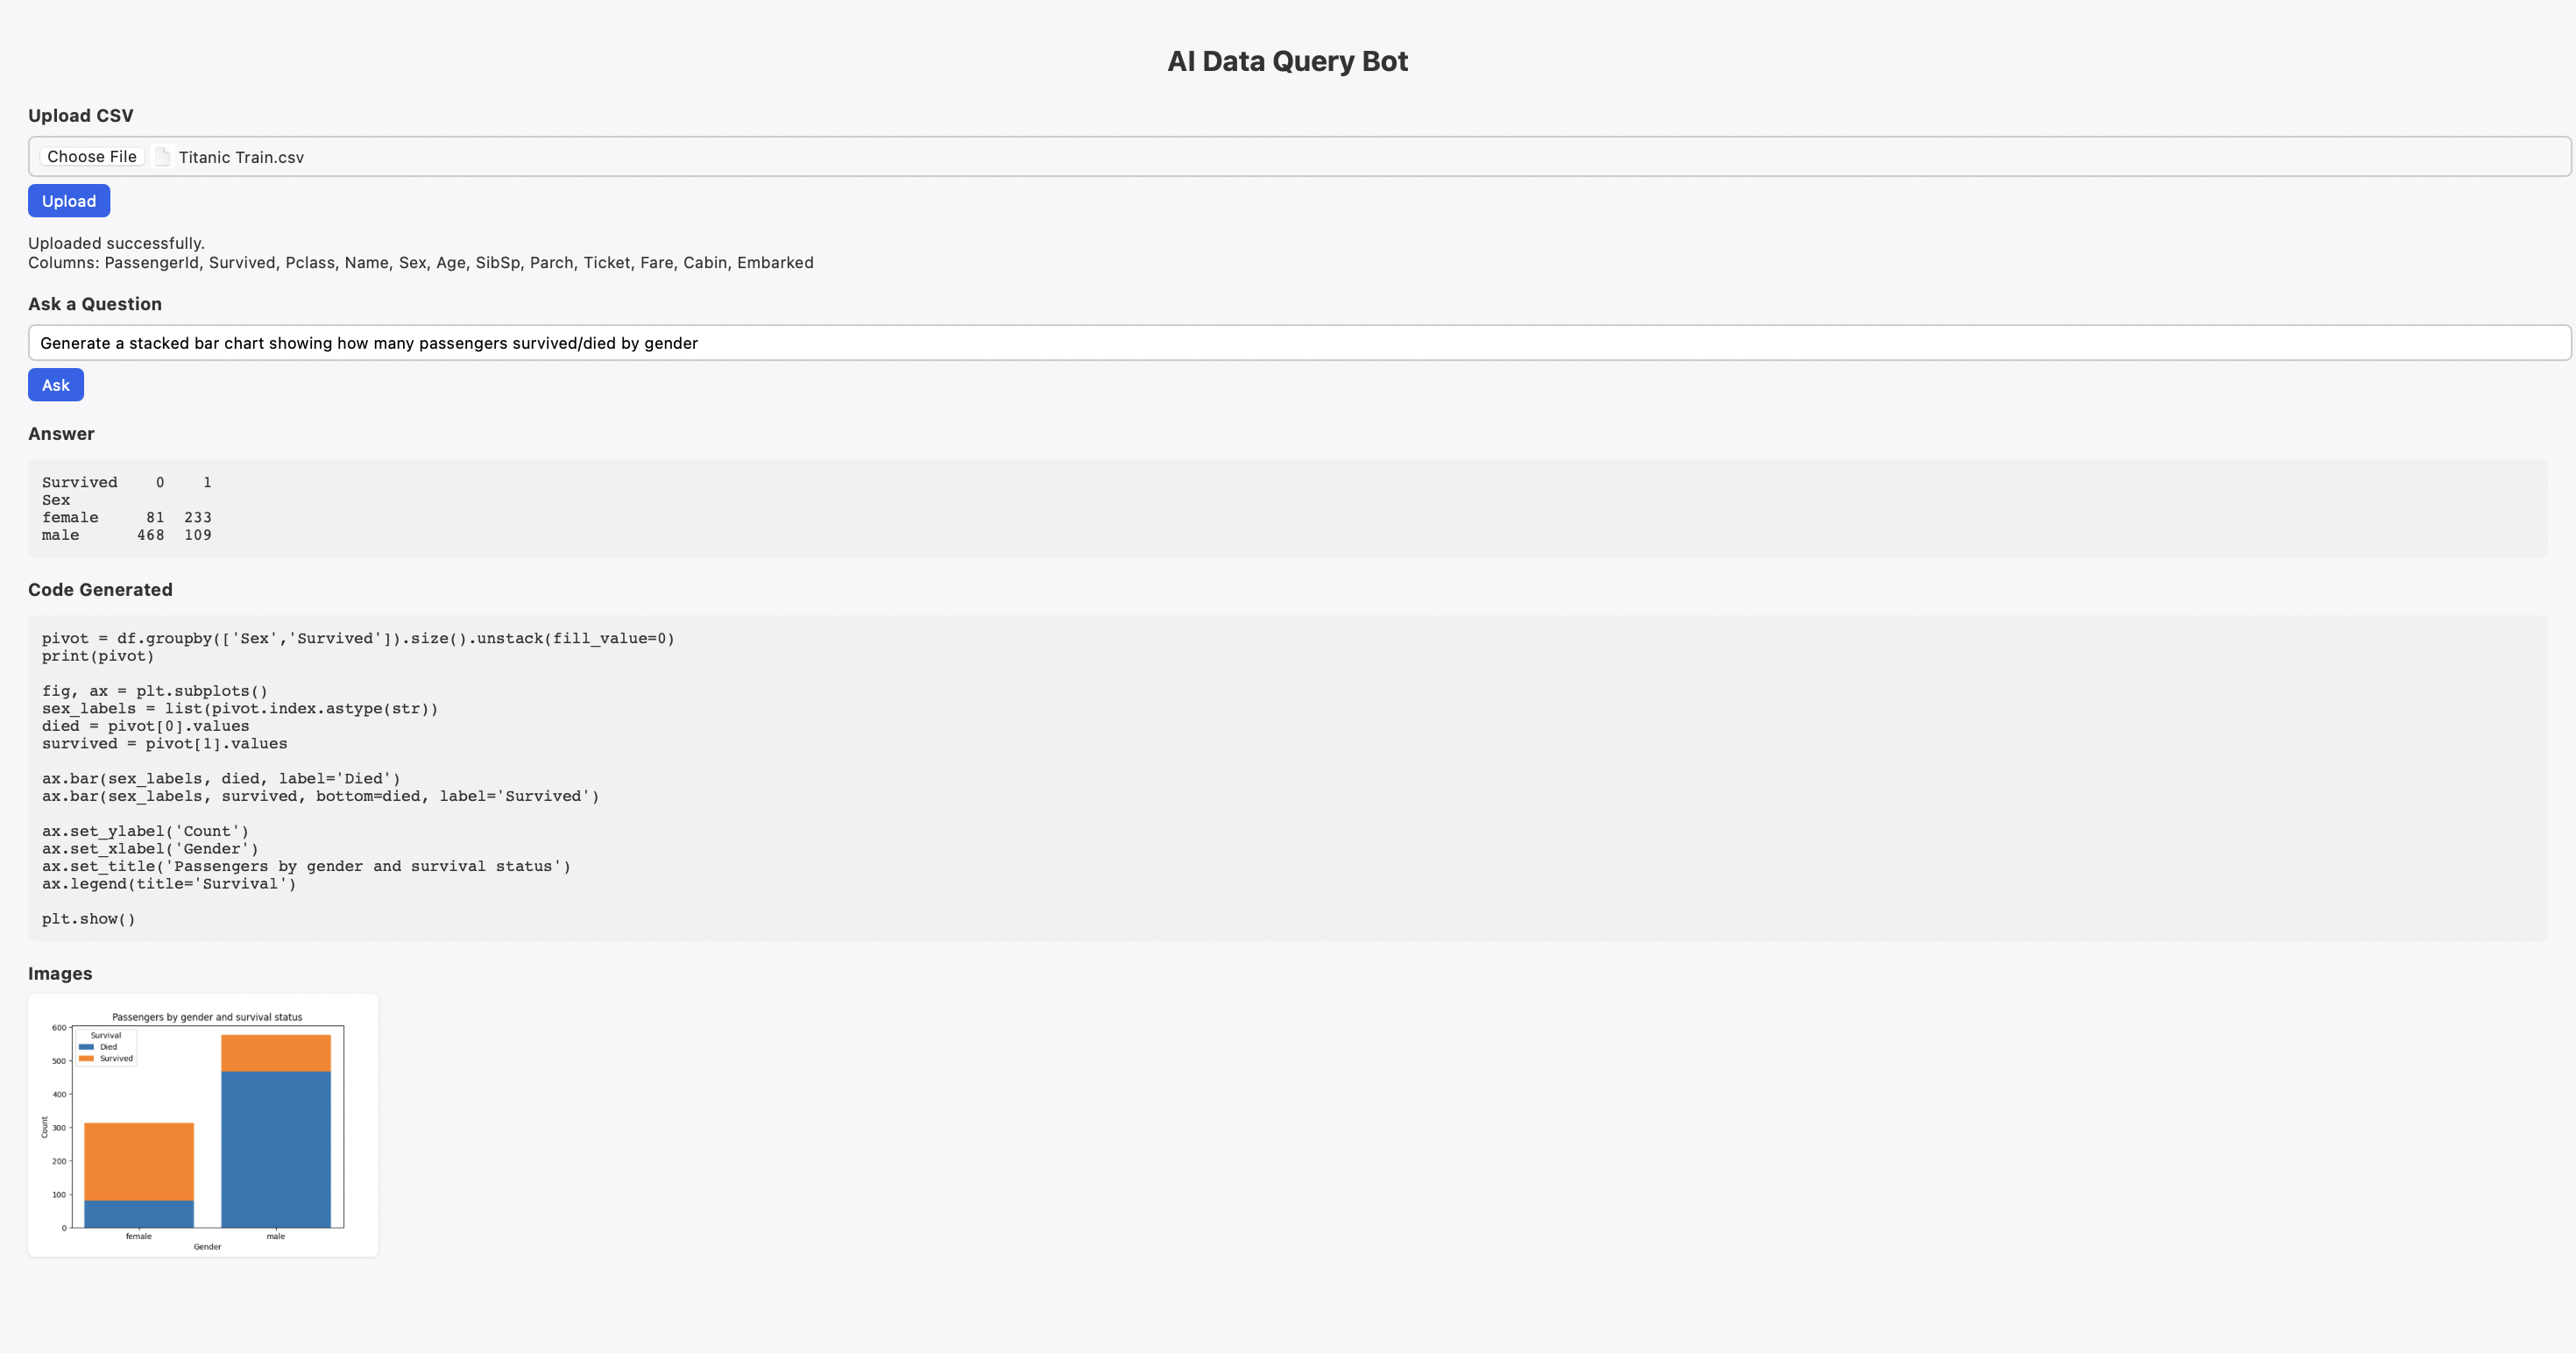 AI Data Query Bot
Upload CSV
Choose File Titanic Train.csv
Upload
Uploaded successfully.
Columns: PassengerId, Survived, Pclass, Name, Sex, Age, SibSp, Parch, Ticket, Fare, Cabin, Embarked
Ask a Question
Generate a stacked bar chart showing how many passengers survived/died by gender
Ask
Answer
Survived    0    1
Sex
female     81  233
male      468  109
Code Generated
pivot = df.groupby(['Sex','Survived']).size().unstack(fill_value=0)
print(pivot)
fig, ax = plt.subplots()
sex_labels = list(pivot.index.astype(str))
died = pivot[0].values
survived = pivot[1].values
ax.bar(sex_labels, died, label='Died')
ax.bar(sex_labels, survived, bottom=died, label='Survived')
ax.set_ylabel('Count')
ax.set_xlabel('Gender')
ax.set_title('Passengers by gender and survival status')
ax.legend(title='Survival')
plt.show()
Images
Passengers by gender and survival status
Survival
Died
Survived
600
500
400
300
200
100
0
Count
female male
Gender